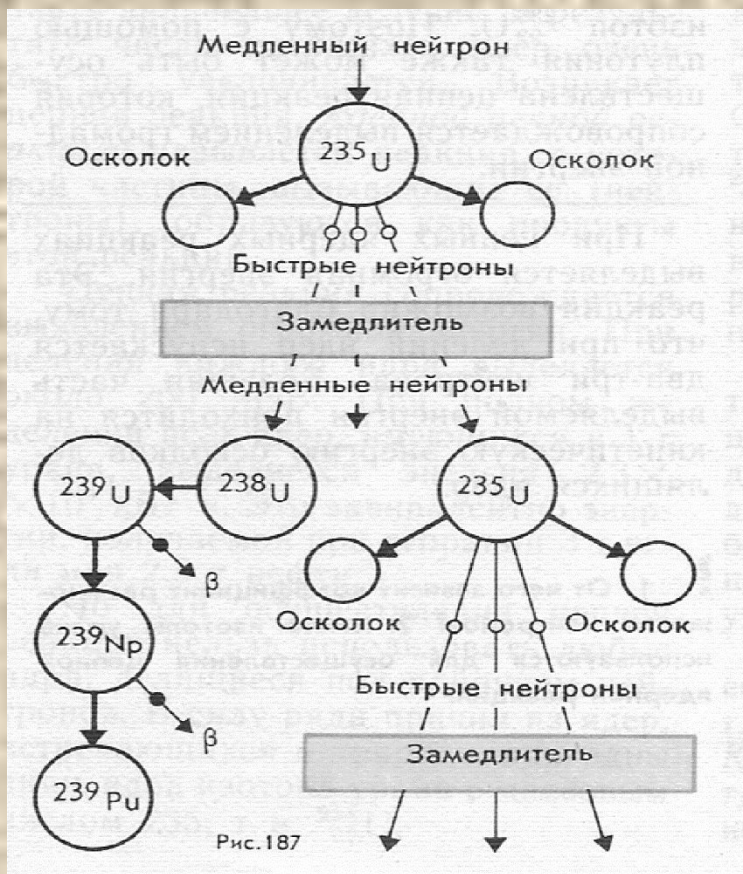 Медленный нейтрон
²³⁵U
Осколок
Осколок
Быстрые нейтроны
Замедлитель
Медленные нейтроны
²³⁹U
²³⁸U
²³⁵U
β
Осколок
Осколок
²³⁹Np
Быстрые нейтроны
β
Замедлитель
²³⁹Pu
Рис.187